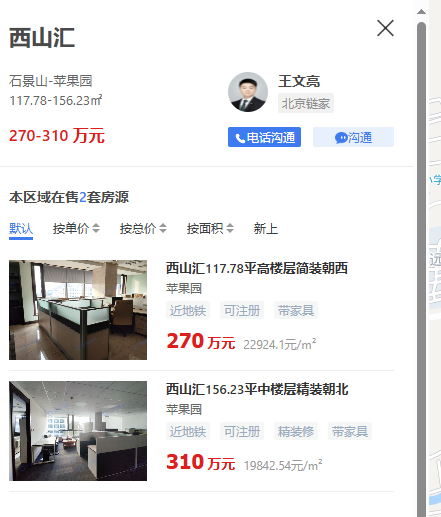 西山汇
石景山-苹果园
117.78-156.23㎡
270-310 万元
王文亮
北京链家
电话沟通
沟通
本区域在售2套房源
默认 按单价 按总价 按面积 新上
西山汇117.78平高楼层简装朝西
苹果园
近地铁 可注册 带家具
270 万元 22924.1元/m²
西山汇156.23平中楼层精装朝北
苹果园
近地铁 可注册 精装修 带家具
310 万元 19842.54元/m²
小学
远